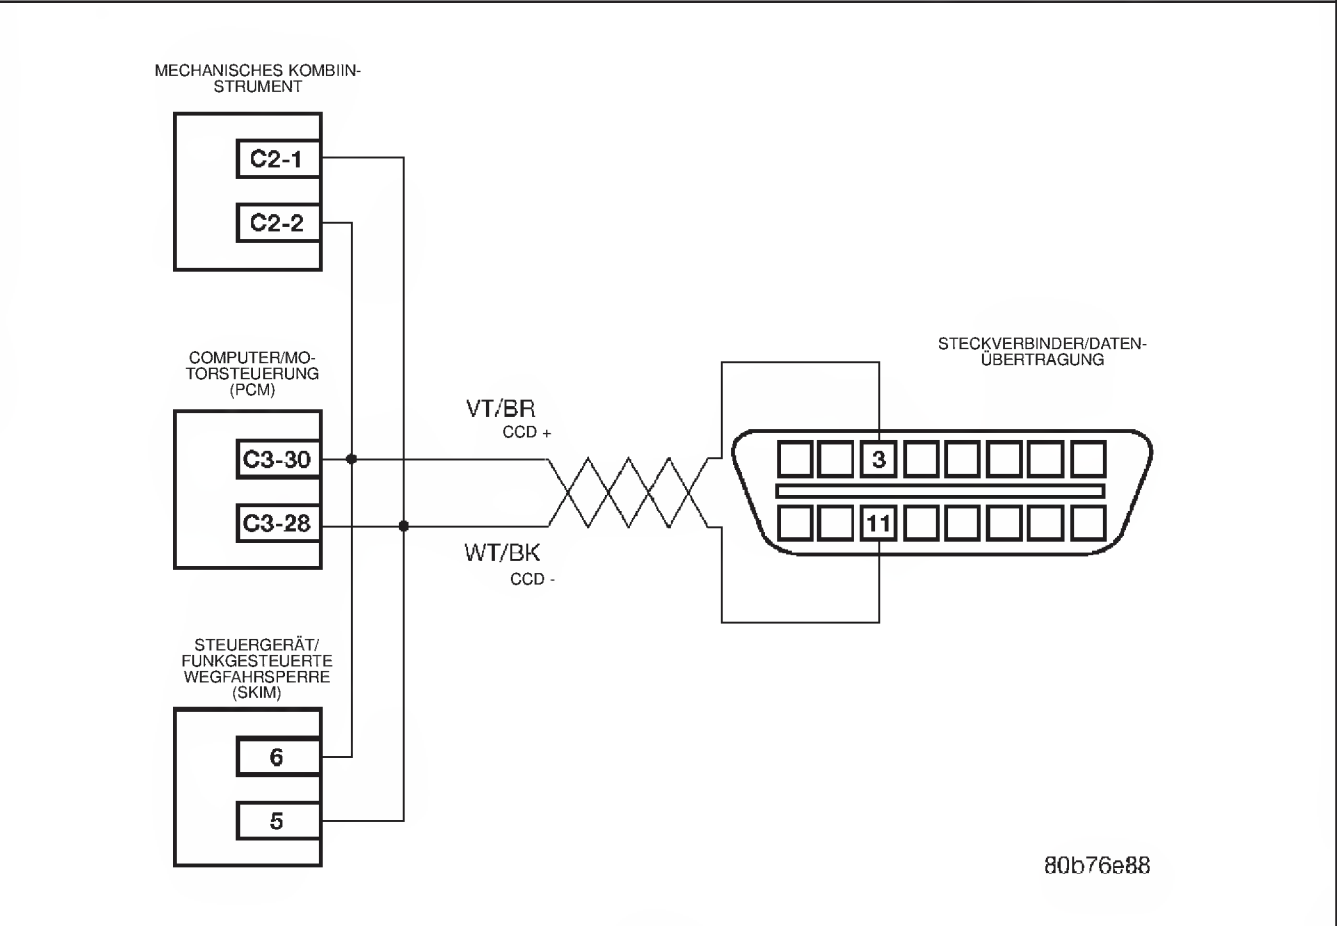 MECHANISCHES KOMBIIN-
STRUMENT
C2-1
C2-2
COMPUTER/MO-
TORSTEUERUNG
(PCM)
C3-30
C3-28
VT/BR
CCD +
WT/BK
CCD -
STECKVERBINDER/DATEN-
ÜBERTRAGUNG
3
11
STEUERGERÄT/
FUNKGESTEUERTE
WEGFAHRSPERRE
(SKIM)
6
5
80b76e88